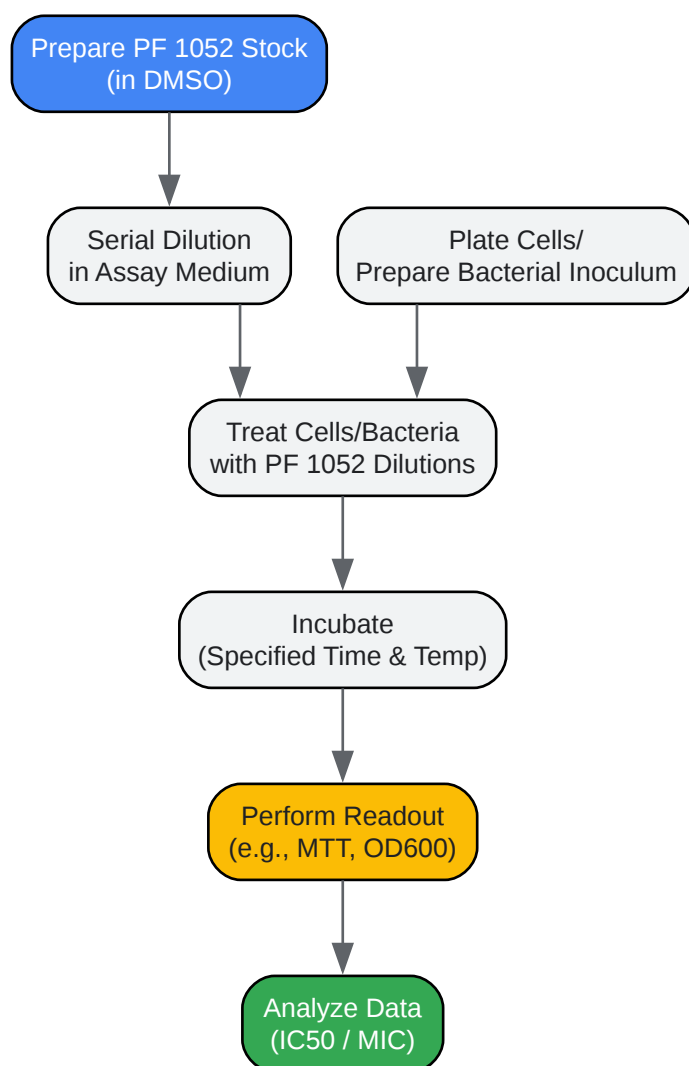 Prepare PF 1052 Stock
(in DMSO)
Serial Dilution
in Assay Medium
Plate Cells/
Prepare Bacterial Inoculum
Treat Cells/Bacteria
with PF 1052 Dilutions
Incubate
(Specified Time & Temp)
Perform Readout
(e.g., MTT, OD600)
Analyze Data
(IC50 / MIC)